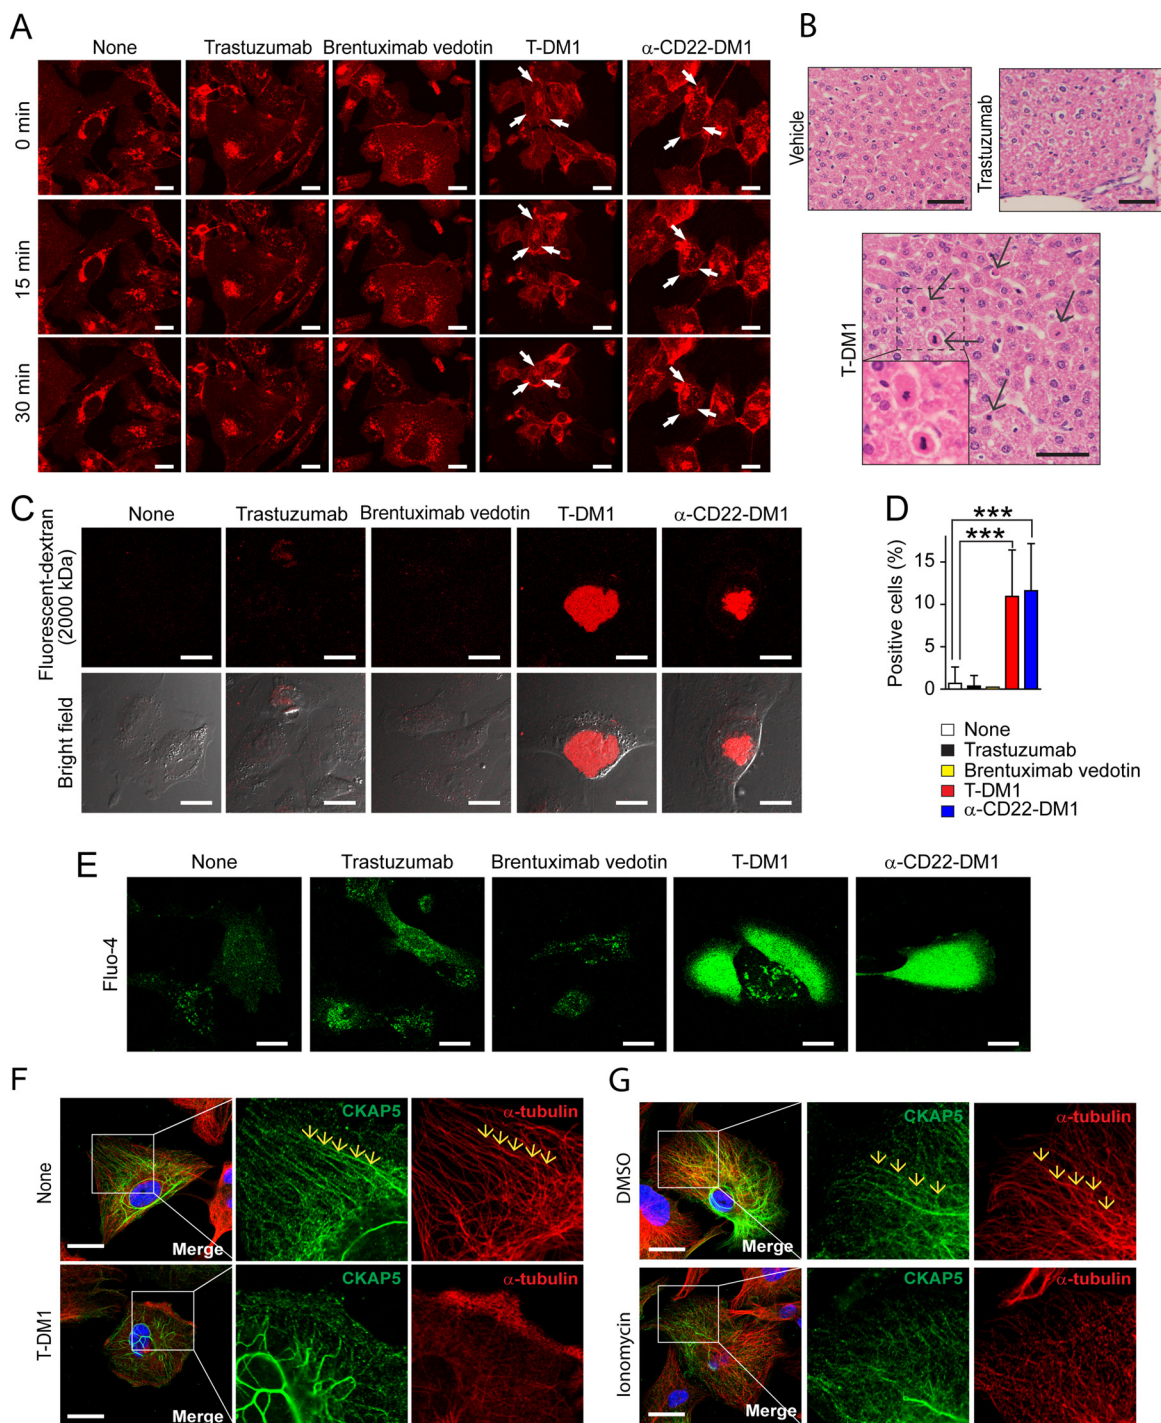 A
None
Trastuzumab
Brentuximab vedotin
T-DM1
α-CD22-DM1
0 min
15 min
30 min
B
Vehicle
Trastuzumab
T-DM1
C
None
Trastuzumab
Brentuximab vedotin
T-DM1
α-CD22-DM1
Fluorescent-dextran
(2000 kDa)
Bright field
D
***
***
Positive cells (%)
15
10
5
0
None
Trastuzumab
Brentuximab vedotin
T-DM1
α-CD22-DM1
E
None
Trastuzumab
Brentuximab vedotin
T-DM1
α-CD22-DM1
Fluo-4
F
None
Merge
CKAP5
α-tubulin
T-DM1
Merge
CKAP5
α-tubulin
G
DMSO
Merge
CKAP5
α-tubulin
Ionomycin
Merge
CKAP5
α-tubulin